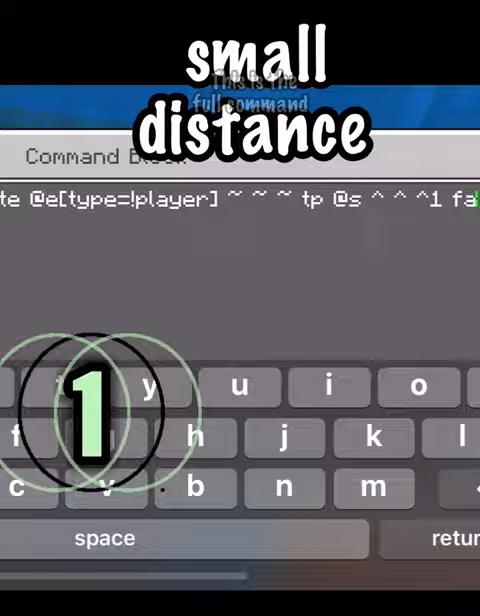 small
This is the
full command
distance
Command Block
te @e[type=!player] ~ ~ ~ tp @s ^ ^ ^1 fa
1
y u i o
f h j k l
c v b n m
space
retur